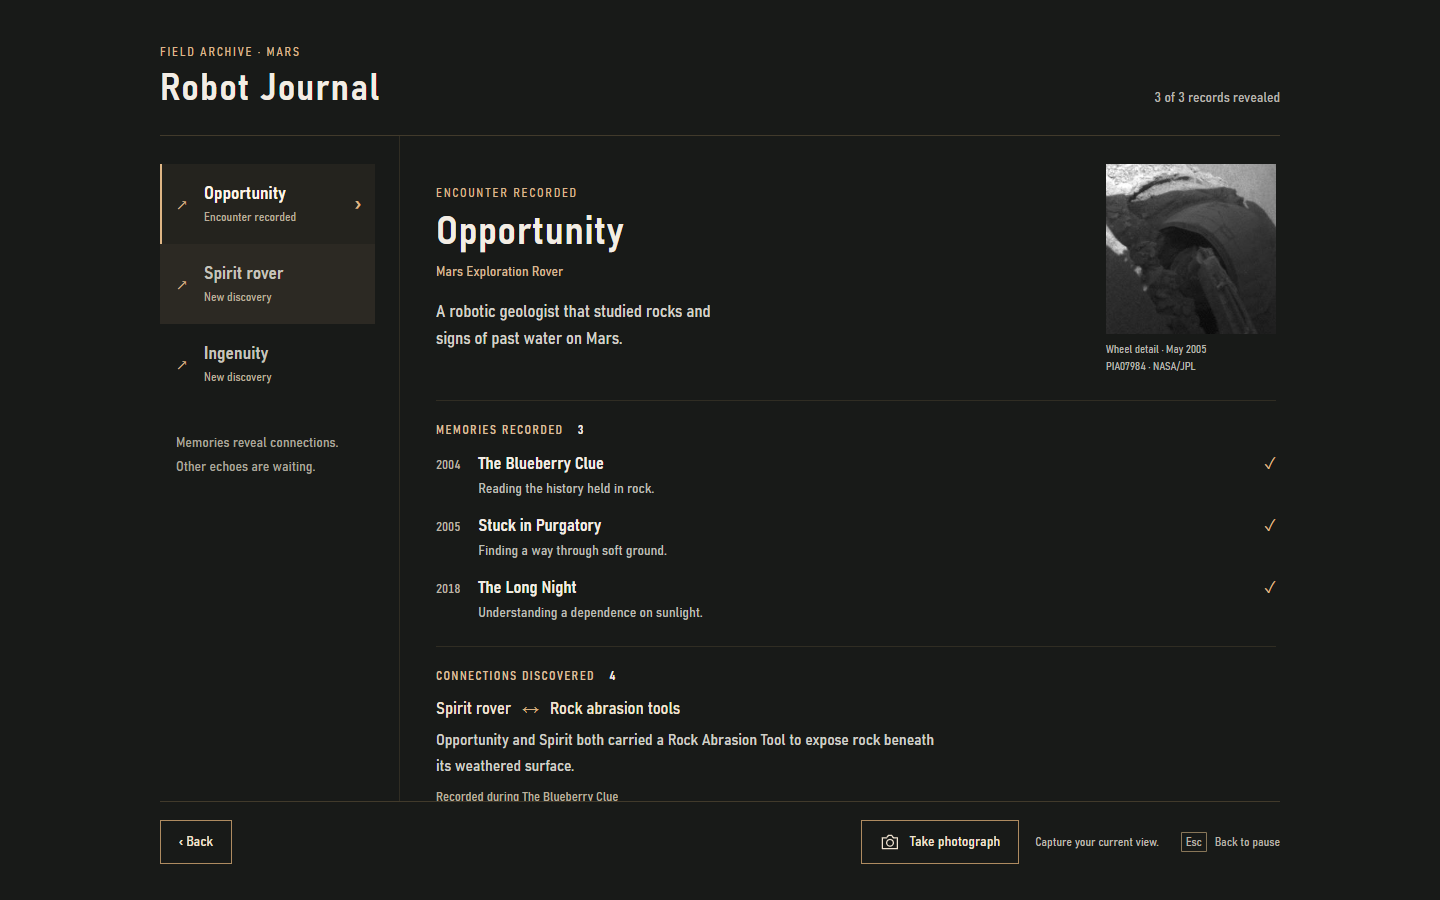 FIELD ARCHIVE · MARS
Robot Journal
3 of 3 records revealed
↗ Opportunity ›
Encounter recorded
↗ Spirit rover
New discovery
↗ Ingenuity
New discovery
Memories reveal connections.
Other echoes are waiting.
ENCOUNTER RECORDED
Opportunity
Mars Exploration Rover
A robotic geologist that studied rocks and
signs of past water on Mars.
Wheel detail · May 2005
PIA07984 · NASA/JPL
MEMORIES RECORDED 3
2004 The Blueberry Clue ✓
Reading the history held in rock.
2005 Stuck in Purgatory ✓
Finding a way through soft ground.
2018 The Long Night ✓
Understanding a dependence on sunlight.
CONNECTIONS DISCOVERED 4
Spirit rover ↔ Rock abrasion tools
Opportunity and Spirit both carried a Rock Abrasion Tool to expose rock beneath
its weathered surface.
Recorded during The Blueberry Clue
‹ Back
Take photograph
Capture your current view.
Esc Back to pause